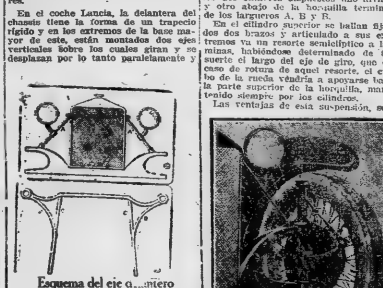 res.
En el coche Lancia, la delantera del
chassis tiene la forma de un trapecio
rígido y en los extremos de la base ma-
yor de este, están montados dos ejes
verticales sobre los cuales giran y se
desplazan por lo tanto paralelamente y
Esquema del eje
y otro abajo de la horquilla termin
de los largueros A, B y B.
En el cilindro superior se hallan fij
dos dos brazos y articulado a sus e
tremos va un resorte semielíptico a l
minas, habiéndose determinado de t
suerte el largo del eje de giro, que
caso de rotura de aquel resorte, el c
bo de la rueda vendría a apoyarse ba
la parte superior de la horquilla, man
tenido siempre por los cilindros.
Las ventajas de esta suspensión, s